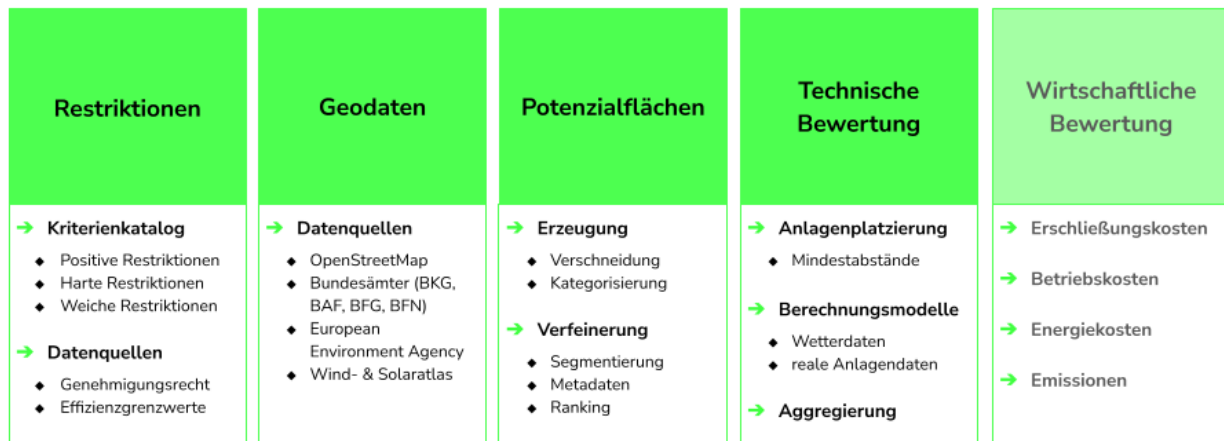 Restriktionen
Kriterienkatalog
Positive Restriktionen
Harte Restriktionen
Weiche Restriktionen
Datenquellen
Genehmigungsrecht
Effizienzgrenzwerte
Geodaten
Datenquellen
OpenStreetMap
Bundesämter (BKG,
BAF, BFG, BFN)
European
Environment Agency
Wind- & Solaratlas
Potenzialflächen
Erzeugung
Verschneidung
Kategorisierung
Verfeinerung
Segmentierung
Metadaten
Ranking
Technische
Bewertung
Anlagenplatzierung
Mindestabstände
Berechnungsmodelle
Wetterdaten
reale Anlagendaten
Aggregierung
Wirtschaftliche
Bewertung
Erschließungskosten
Betriebskosten
Energiekosten
Emissionen